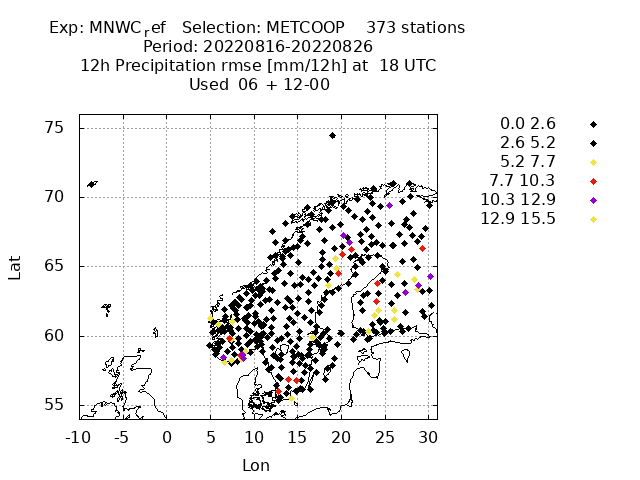 Exp: MNWC_ref   Selection: METCOOP    373 stations
Period: 20220816-20220826
12h Precipitation rmse [mm/12h] at  18 UTC
Used  06 + 12-00
0.0 2.6
2.6 5.2
5.2 7.7
7.7 10.3
10.3 12.9
12.9 15.5
75
70
65
60
55
Lat
-10 -5 0 5 10 15 20 25 30
Lon